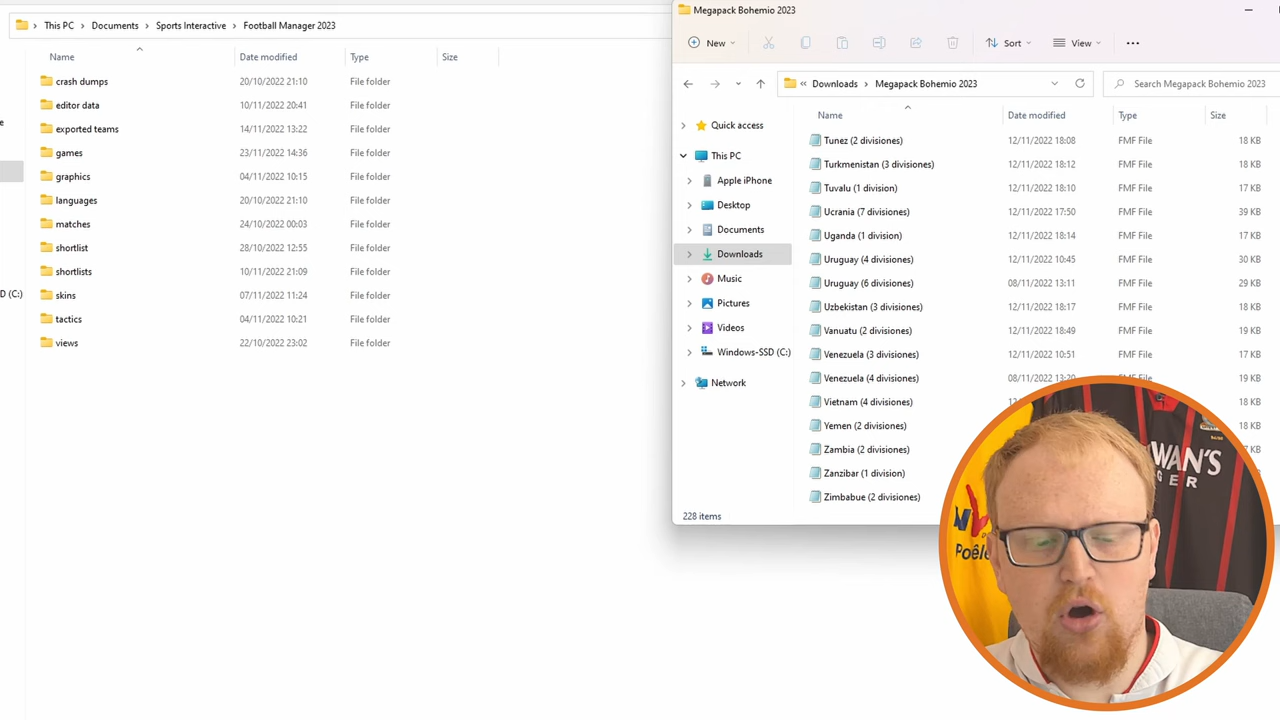 This PC > Documents > Sports Interactive > Football Manager 2023
Name Date modified Type Size
crash dumps 20/10/2022 21:10 File folder
editor data 10/11/2022 20:41 File folder
exported teams 14/11/2022 13:22 File folder
games 23/11/2022 14:36 File folder
graphics 04/11/2022 10:15 File folder
languages 20/10/2022 21:10 File folder
matches 24/10/2022 00:03 File folder
shortlist 28/10/2022 12:55 File folder
shortlists 10/11/2022 21:09 File folder
skins 07/11/2022 11:24 File folder
tactics 04/11/2022 10:21 File folder
views 22/10/2022 23:02 File folder
e
D (C:)
Megapack Bohemio 2023
New Sort View
« Downloads > Megapack Bohemio 2023
Search Megapack Bohemio 2023
Quick access
This PC
Apple iPhone
Desktop
Documents
Downloads
Music
Pictures
Videos
Windows-SSD (C:)
Network
Name Date modified Type Size
Tunez (2 divisiones) 12/11/2022 18:08 FMF File 18 KB
Turkmenistan (3 divisiones) 12/11/2022 18:12 FMF File 18 KB
Tuvalu (1 division) 12/11/2022 18:10 FMF File 17 KB
Ucrania (7 divisiones) 12/11/2022 17:50 FMF File 39 KB
Uganda (1 division) 12/11/2022 18:14 FMF File 17 KB
Uruguay (4 divisiones) 12/11/2022 10:45 FMF File 30 KB
Uruguay (6 divisiones) 08/11/2022 13:11 FMF File 29 KB
Uzbekistan (3 divisiones) 12/11/2022 18:17 FMF File 18 KB
Vanuatu (2 divisiones) 12/11/2022 18:49 FMF File 19 KB
Venezuela (3 divisiones) 12/11/2022 10:51 FMF File 17 KB
Venezuela (4 divisiones) 08/11/2022 13:20 FMF File 19 KB
Vietnam (4 divisiones) 18 KB
Yemen (2 divisiones) 18 KB
Zambia (2 divisiones) KB
Zanzibar (1 division)
Zimbabue (2 divisiones)
228 items
WAN'S
GER
Poêle